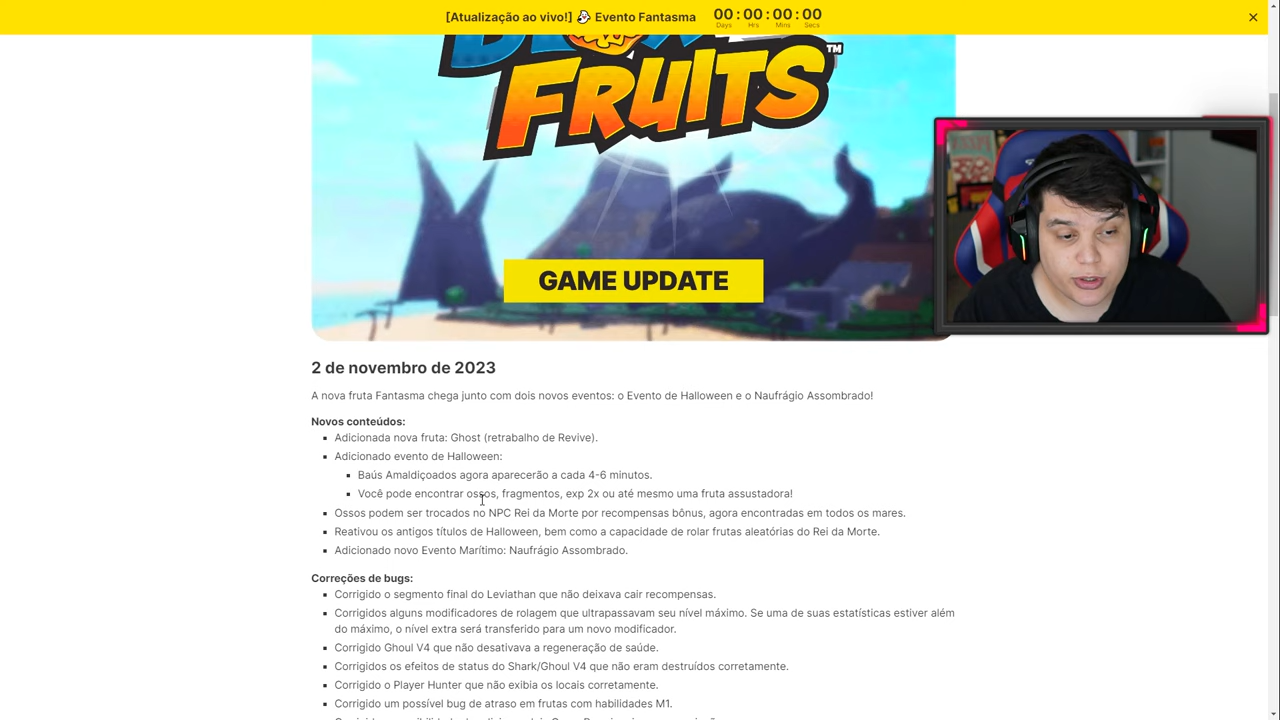 [Atualização ao vivo!] Evento Fantasma 00 : 00 : 00 : 00
Days Hrs Mins Secs
FRUITS™
GAME UPDATE
2 de novembro de 2023
A nova fruta Fantasma chega junto com dois novos eventos: o Evento de Halloween e o Naufrágio Assombrado!
Novos conteúdos:
Adicionada nova fruta: Ghost (retrabalho de Revive).
Adicionado evento de Halloween:
Baús Amaldiçoados agora aparecerão a cada 4-6 minutos.
Você pode encontrar ossos, fragmentos, exp 2x ou até mesmo uma fruta assustadora!
Ossos podem ser trocados no NPC Rei da Morte por recompensas bônus, agora encontradas em todos os mares.
Reativou os antigos títulos de Halloween, bem como a capacidade de rolar frutas aleatórias do Rei da Morte.
Adicionado novo Evento Marítimo: Naufrágio Assombrado.
Correções de bugs:
Corrigido o segmento final do Leviathan que não deixava cair recompensas.
Corrigidos alguns modificadores de rolagem que ultrapassavam seu nível máximo. Se uma de suas estatísticas estiver além
do máximo, o nível extra será transferido para um novo modificador.
Corrigido Ghoul V4 que não desativava a regeneração de saúde.
Corrigidos os efeitos de status do Shark/Ghoul V4 que não eram destruídos corretamente.
Corrigido o Player Hunter que não exibia os locais corretamente.
Corrigido um possível bug de atraso em frutas com habilidades M1.